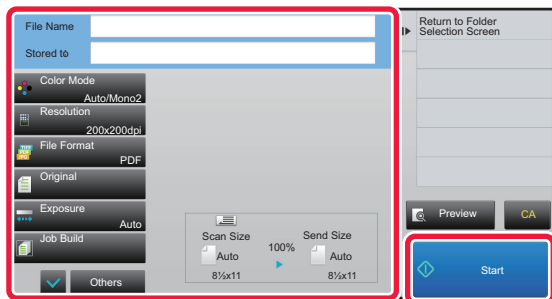 File Name
Stored to:
Color Mode
Auto/Mono2
Resolution
200x200dpi
File Format
PDF
Original
Exposure
Auto
Job Build
Others
Scan Size
100%
Send Size
Auto
Auto
8½x11
8½x11
Return to Folder
Selection Screen
Preview
CA
Start